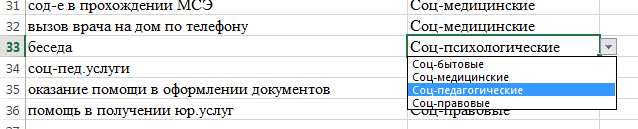 31 сод-е в прохождении МСЭ Соц-медицинские
32 вызов врача на дом по телефону Соц-медицинские
33 беседа Соц-психологические
34 соц-пед.услуги Соц-бытовые
Соц-медицинские
35 оказание помощи в оформлении документов Соц-педагогические
Соц-правовые
36 помощь в получении юр.услуг Соц-правовые